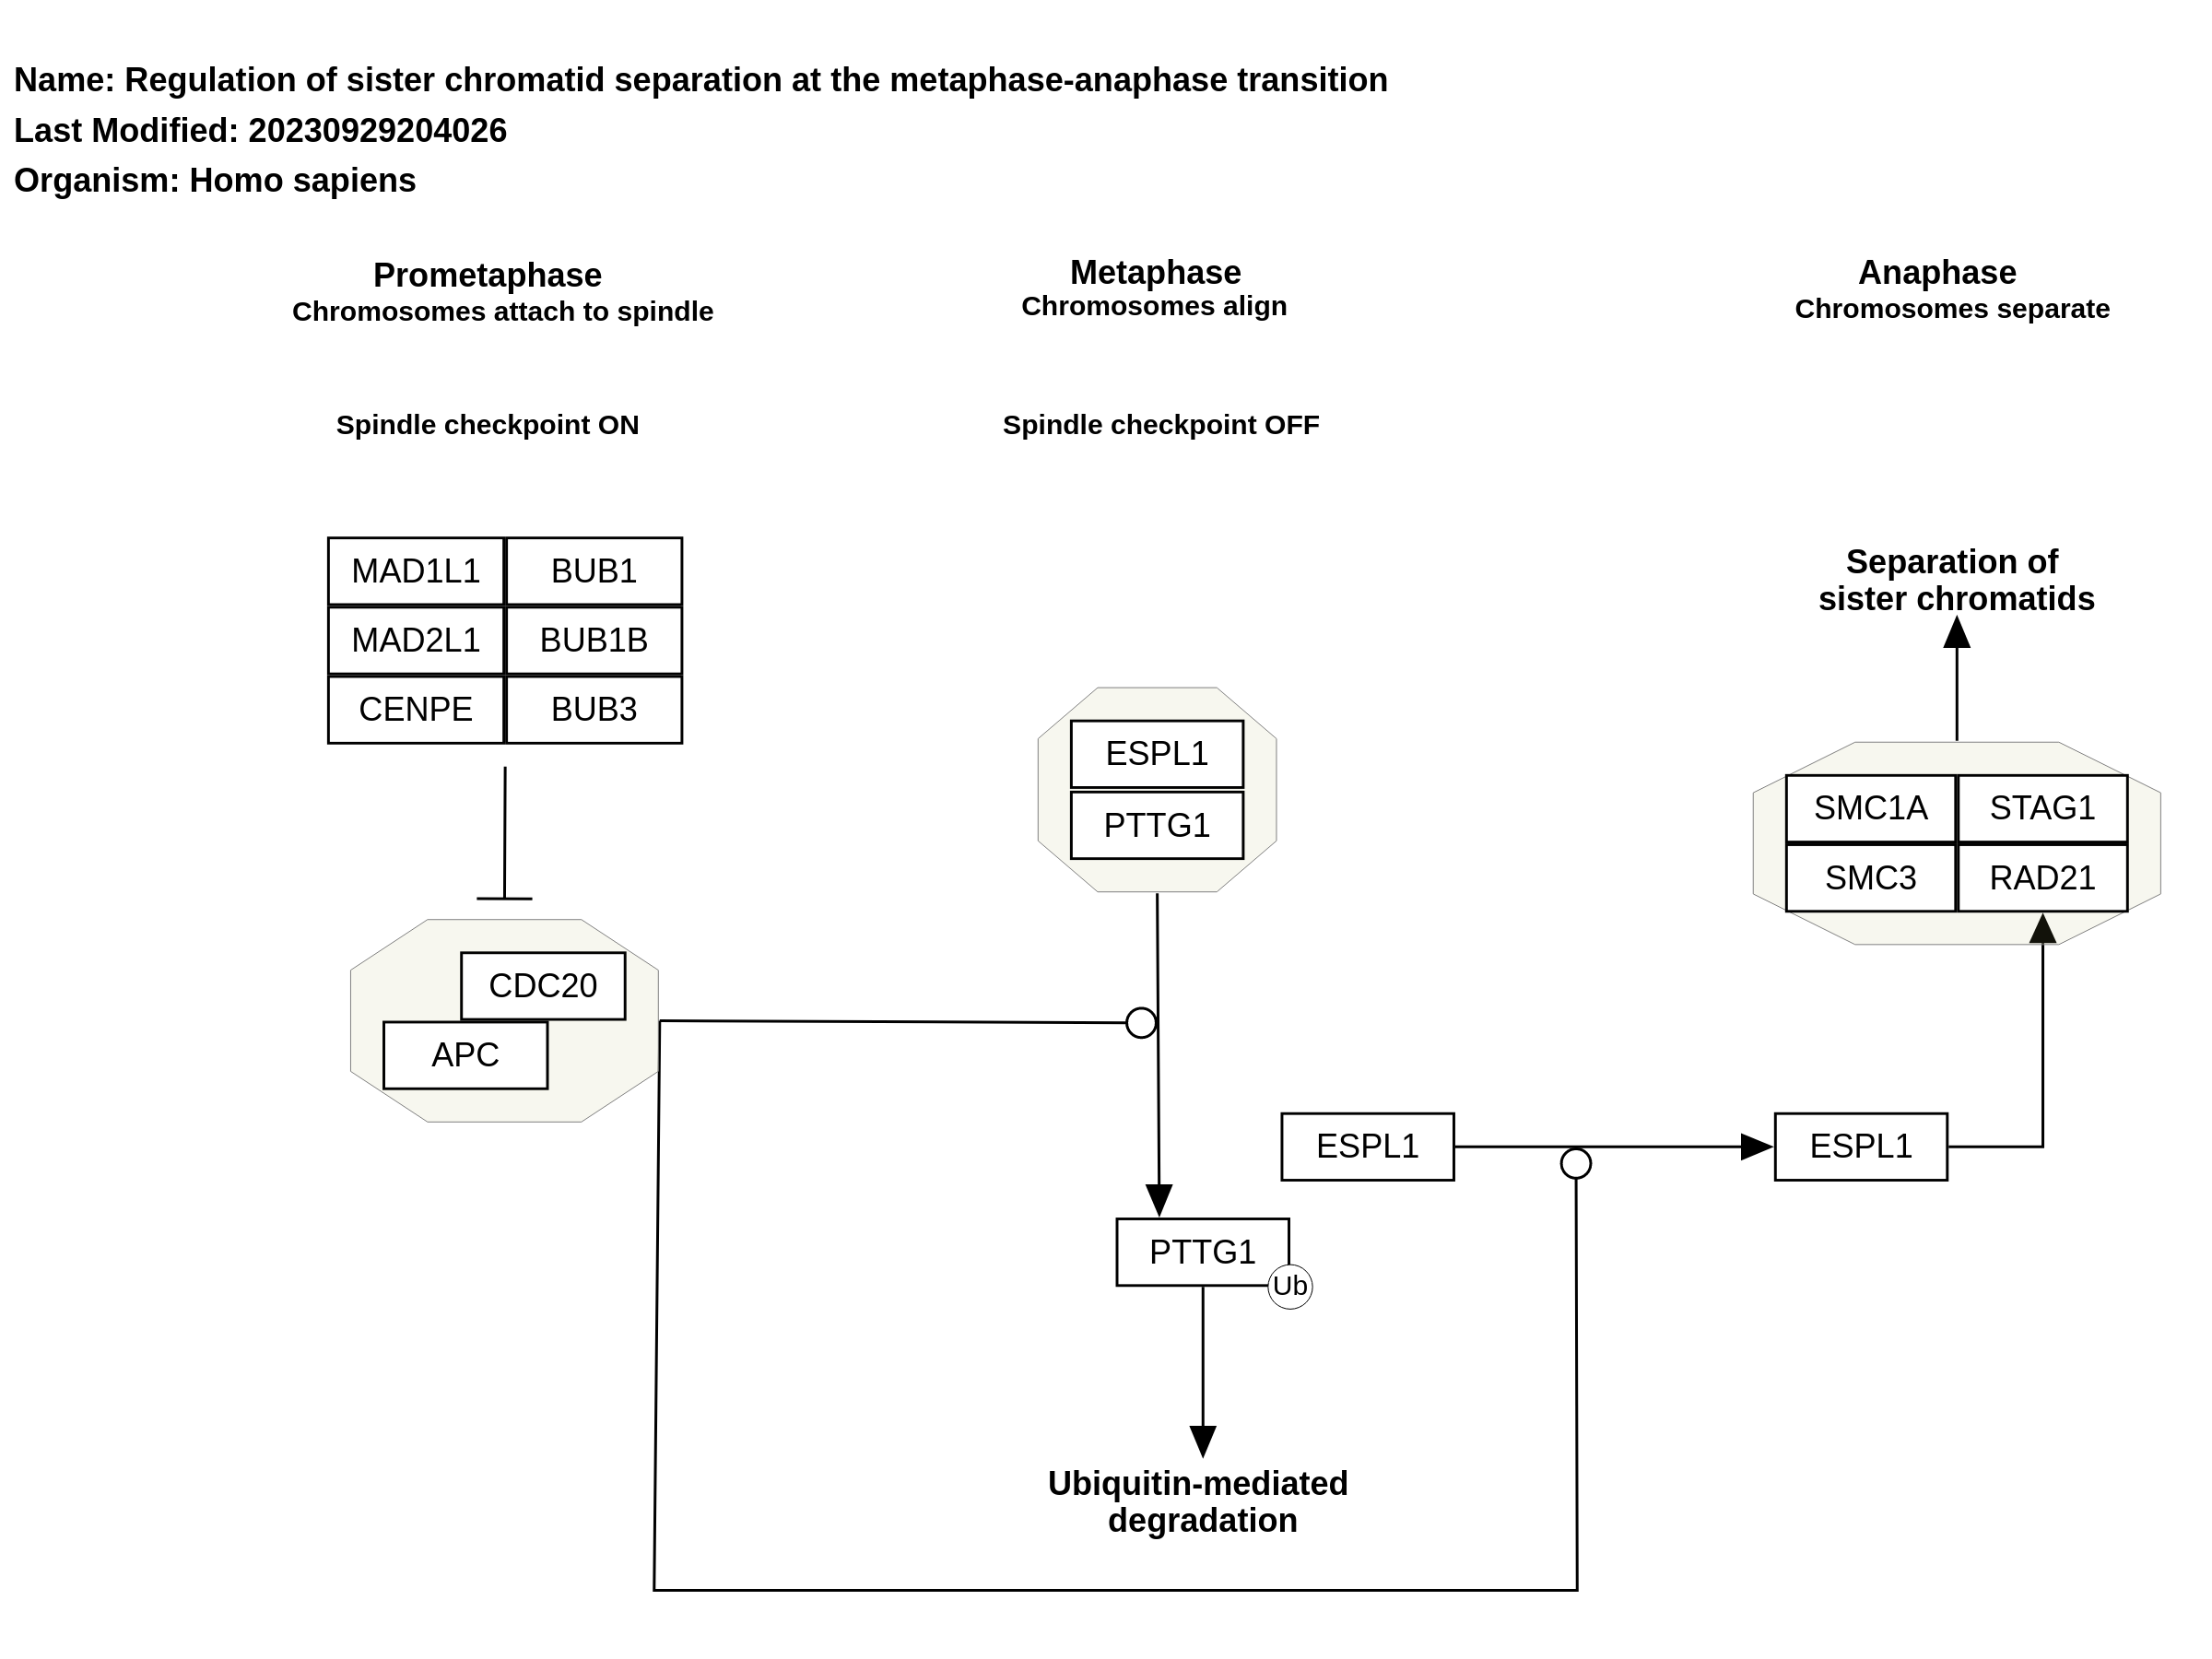 Name: Regulation of sister chromatid separation at the metaphase-anaphase transition
Last Modified: 20230929204026
Organism: Homo sapiens
Prometaphase
Chromosomes attach to spindle
Metaphase
Chromosomes align
Anaphase
Chromosomes separate
Spindle checkpoint ON
Spindle checkpoint OFF
MAD1L1
BUB1
MAD2L1
BUB1B
CENPE
BUB3
CDC20
APC
ESPL1
PTTG1
Separation of
sister chromatids
SMC1A
STAG1
SMC3
RAD21
ESPL1
ESPL1
PTTG1
Ub
Ubiquitin-mediated
degradation